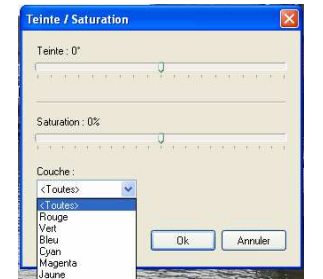 Teinte / Saturation
Teinte : 0°
Saturation : 0%
Couche :
<Toutes>
<Toutes>
Rouge
Vert
Bleu
Cyan
Magenta
Jaune
Ok
Annuler